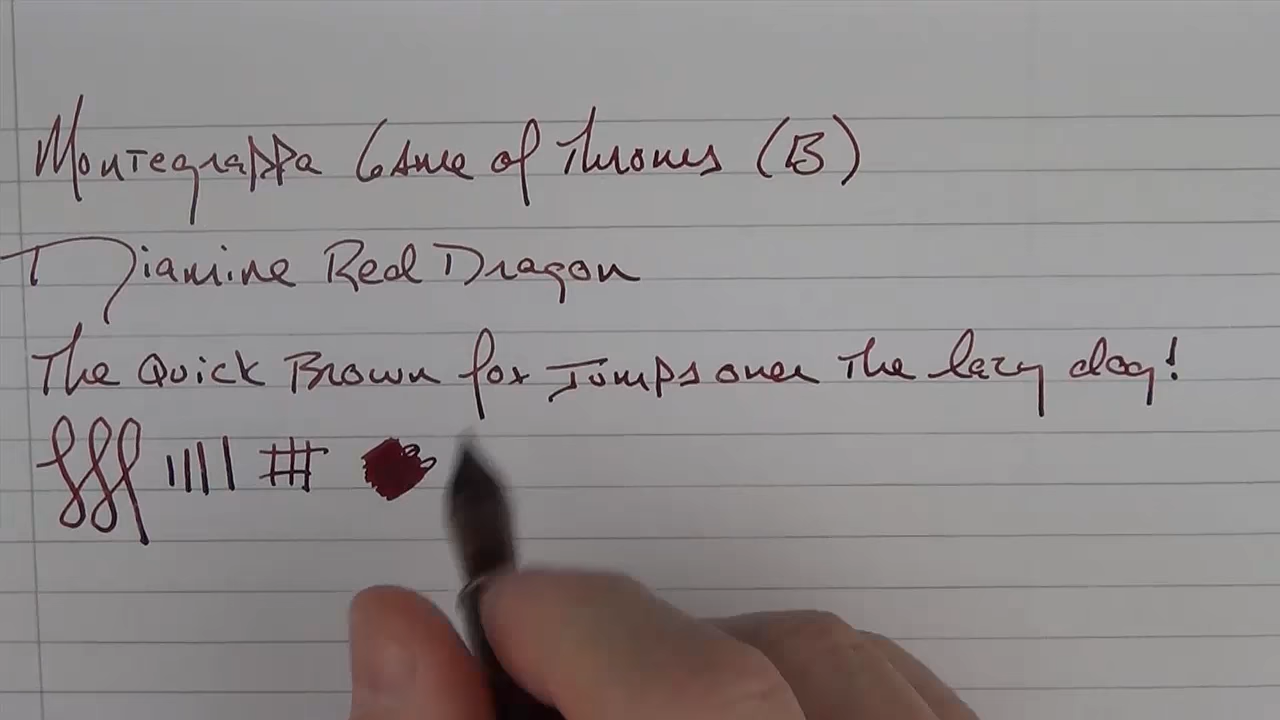 Montegrappa Game of Thrones (B)
Diamine Red Dragon
The Quick Brown fox Jumps over The lazy dog!